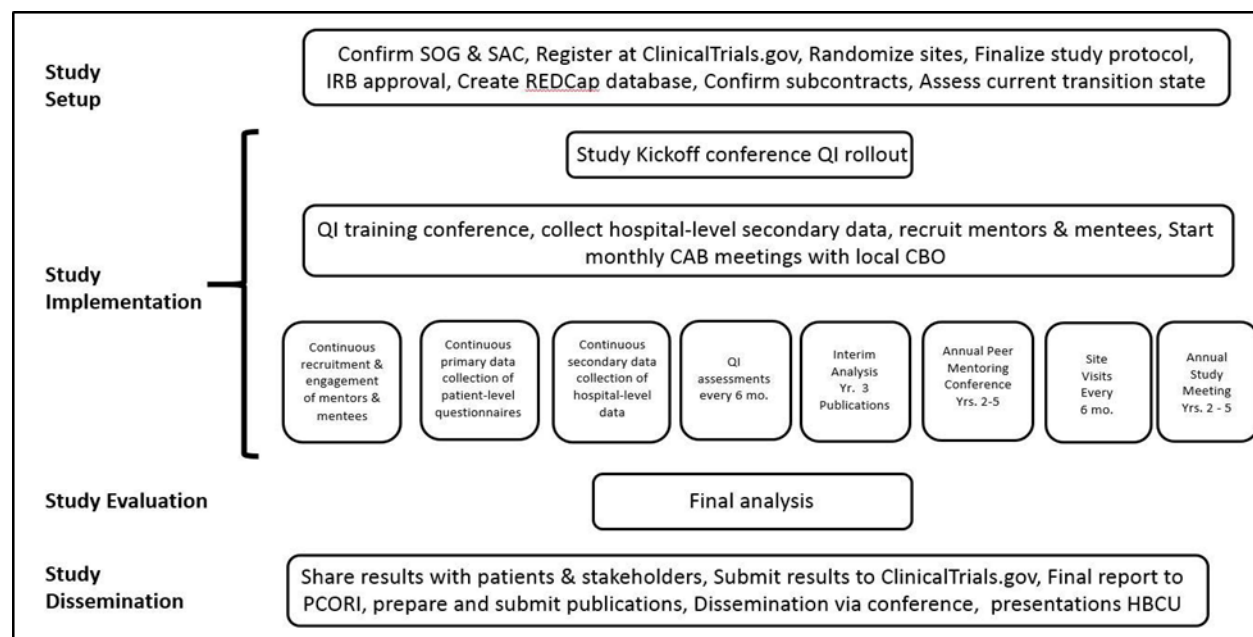 Study
Setup
Confirm SOG & SAC, Register at ClinicalTrials.gov, Randomize sites, Finalize study protocol,
IRB approval, Create REDCap database, Confirm subcontracts, Assess current transition state
Study
Implementation
Study Kickoff conference QI rollout
QI training conference, collect hospital-level secondary data, recruit mentors & mentees, Start
monthly CAB meetings with local CBO
Continuous
recruitment &
engagement
of mentors &
mentees
Continuous
primary data
collection of
patient-level
questionnaires
Continuous
secondary data
collection of
hospital-level
data
QI
assessments
every 6 mo.
Interim
Analysis
Yr. 3
Publications
Annual Peer
Mentoring
Conference
Yrs. 2-5
Site
Visits
Every
6 mo.
Annual
Study
Meeting
Yrs. 2 - 5
Study Evaluation
Final analysis
Study
Dissemination
Share results with patients & stakeholders, Submit results to ClinicalTrials.gov, Final report to
PCORI, prepare and submit publications, Dissemination via conference, presentations HBCU